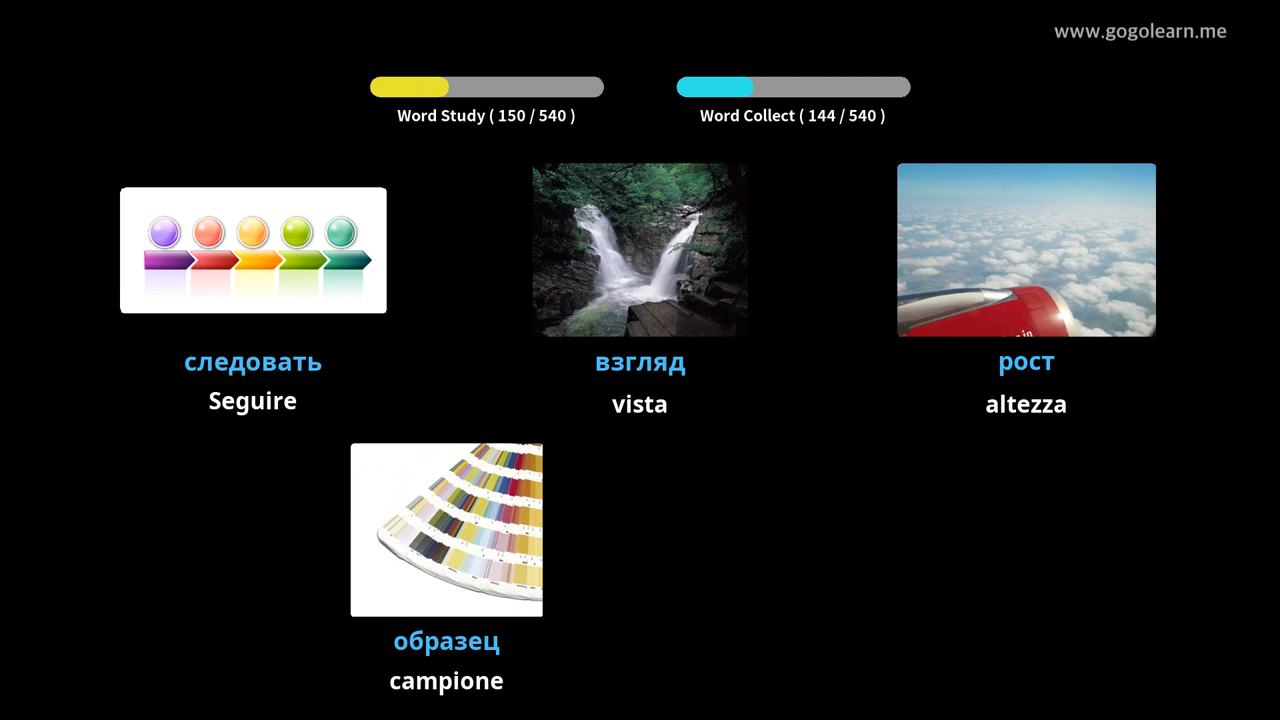 www.gogolearn.me
Word Study ( 150 / 540 )
Word Collect ( 144 / 540 )
следовать
Seguire
взгляд
vista
рост
altezza
образец
campione